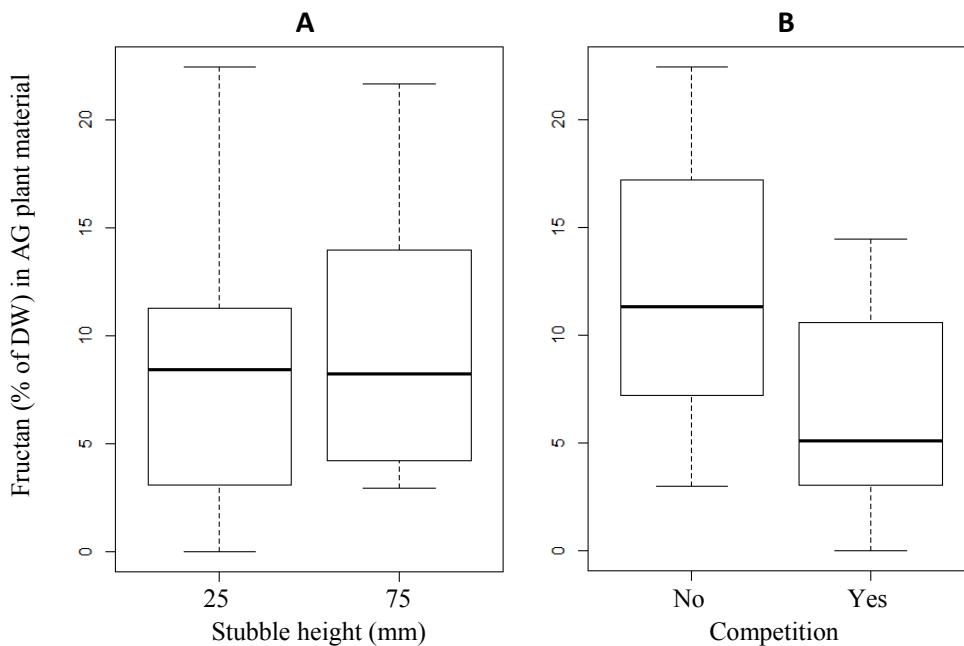 A
B
Fructan (% of DW) in AG plant material
20
15
10
5
0
25
75
Stubble height (mm)
20
15
10
5
0
No
Yes
Competition